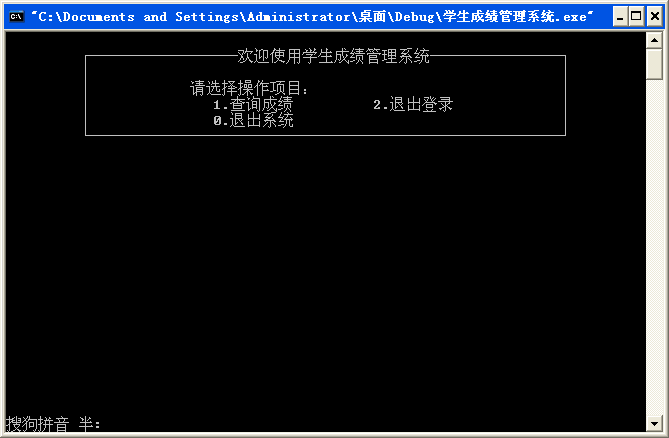 "C:\Documents and Settings\Administrator\桌面\Debug\学生成绩管理系统.exe"
欢迎使用学生成绩管理系统
请选择操作项目:
1.查询成绩 2.退出登录
0.退出系统
搜狗拼音 半: